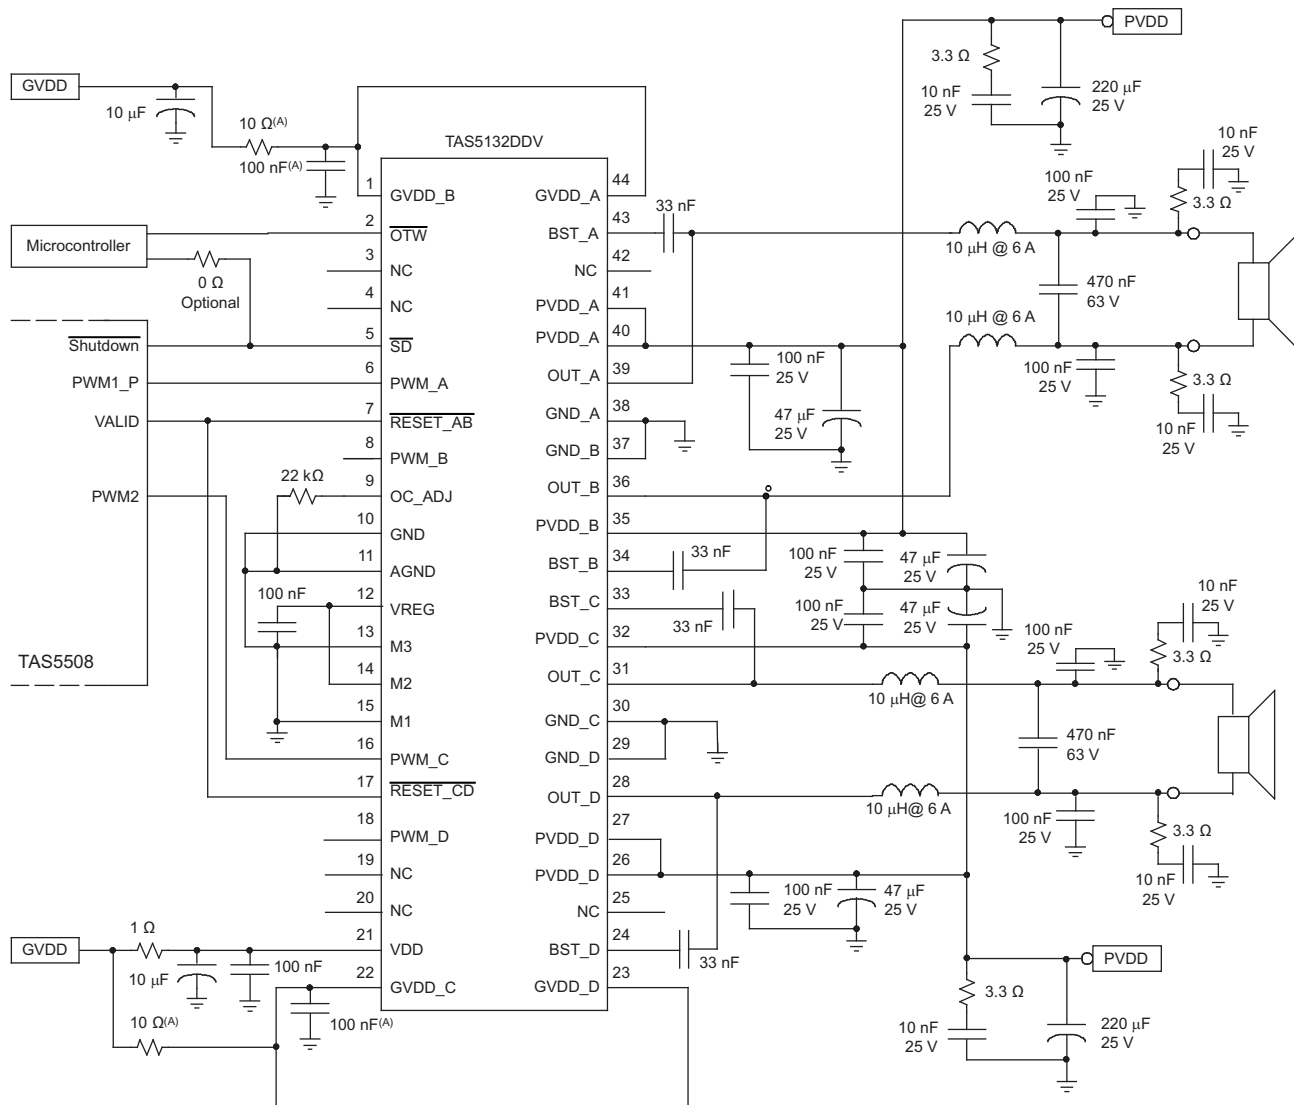 PVDD
3.3 Ω
10 nF
25 V
220 μF
25 V
GVDD
10 μF
10 Ω(A)
100 nF(A)
TAS5132DDV
1
GVDD_B
2
OTW
3
NC
4
NC
5
SD
6
PWM_A
7
RESET_AB
8
PWM_B
9
OC_ADJ
10
GND
11
AGND
12
VREG
13
M3
14
M2
15
M1
16
PWM_C
17
RESET_CD
18
PWM_D
19
NC
20
NC
21
VDD
22
GVDD_C
44
GVDD_A
43
BST_A
42
NC
41
PVDD_A
40
PVDD_A
39
OUT_A
38
GND_A
37
GND_B
36
OUT_B
35
PVDD_B
34
BST_B
33
BST_C
32
PVDD_C
31
OUT_C
30
GND_C
29
GND_D
28
OUT_D
27
PVDD_D
26
PVDD_D
25
NC
24
BST_D
23
GVDD_D
Microcontroller
0 Ω
Optional
Shutdown
PWM1_P
VALID
PWM2
TAS5508
22 kΩ
100 nF
GVDD
1 Ω
10 μF
100 nF
10 Ω(A)
100 nF(A)
33 nF
10 μH @ 6 A
100 nF
25 V
10 nF
25 V
3.3 Ω
470 nF
63 V
10 μH @ 6 A
100 nF
25 V
3.3 Ω
10 nF
25 V
100 nF
25 V
47 μF
25 V
33 nF
100 nF
25 V
47 μF
25 V
33 nF
100 nF
25 V
47 μF
25 V
10 μH@ 6 A
100 nF
25 V
10 nF
25 V
3.3 Ω
470 nF
63 V
10 μH@ 6 A
100 nF
25 V
3.3 Ω
10 nF
25 V
100 nF
25 V
47 μF
25 V
33 nF
PVDD
3.3 Ω
10 nF
25 V
220 μF
25 V